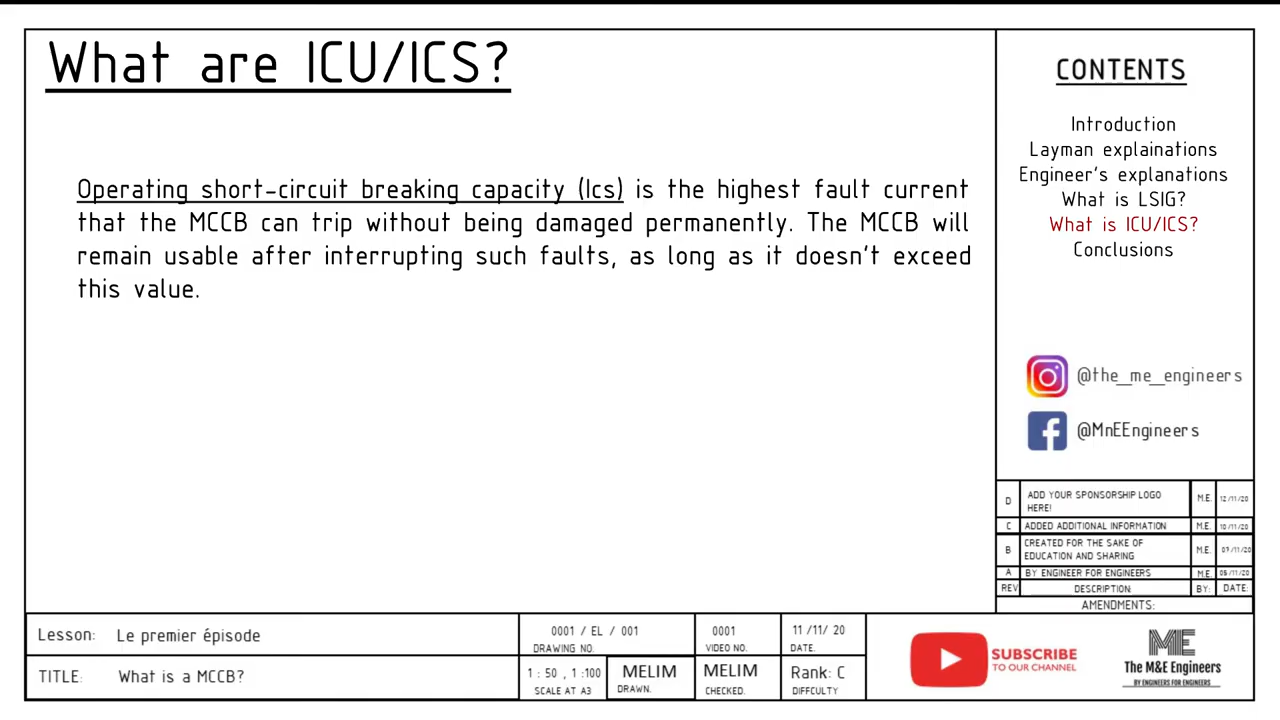 What are ICU/ICS?
Operating short-circuit breaking capacity (Ics) is the highest fault current
that the MCCB can trip without being damaged permanently. The MCCB will
remain usable after interrupting such faults, as long as it doesn't exceed
this value.
CONTENTS
Introduction
Layman explainations
Engineer's explanations
What is LSIG?
What is ICU/ICS?
Conclusions
@the_me_engineers
@MnEEngineers
D ADD YOUR SPONSORSHIP LOGO HERE! M.E. 12/11/20
C ADDED ADDITIONAL INFORMATION M.E. 10/11/20
B CREATED FOR THE SAKE OF EDUCATION AND SHARING M.E. 07/11/20
A BY ENGINEER FOR ENGINEERS M.E. 05/11/20
REV DESCRIPTION: BY: DATE:
AMENDMENTS:
Lesson: Le premier épisode
TITLE: What is a MCCB?
0001 / EL / 001
DRAWING NO.
0001
VIDEO NO.
11 /11/ 20
DATE.
1 : 50 , 1 :100
SCALE AT A3
MELIM
DRAWN.
MELIM
CHECKED.
Rank: C
DIFFCULTY
SUBSCRIBE
TO OUR CHANNEL
ME
The M&E Engineers
BY ENGINEERS FOR ENGINEERS